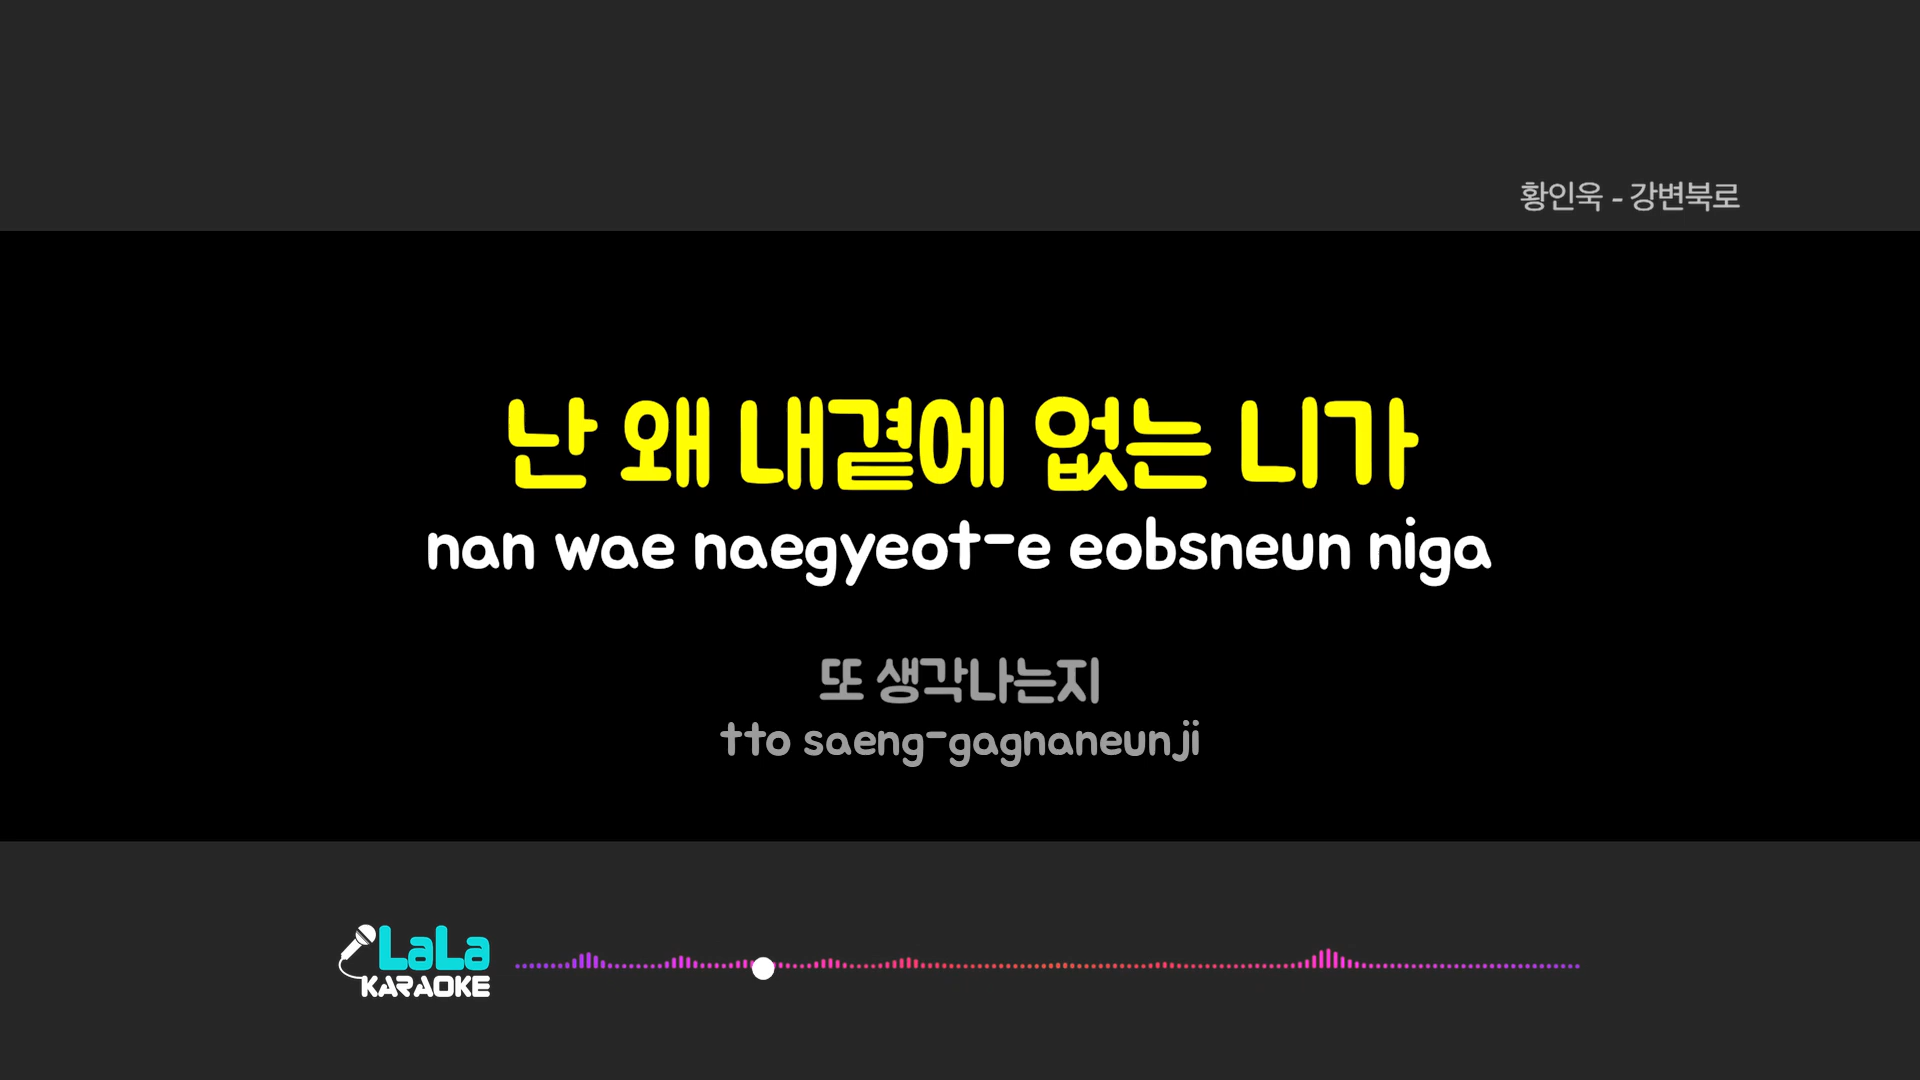 황인욱 - 강변북로
난 왜 내곁에 없는 니가
nan wae naegyeot-e eobsneun niga
또 생각나는지
tto saeng-gagnaneunji
LaLa
KARAOKE